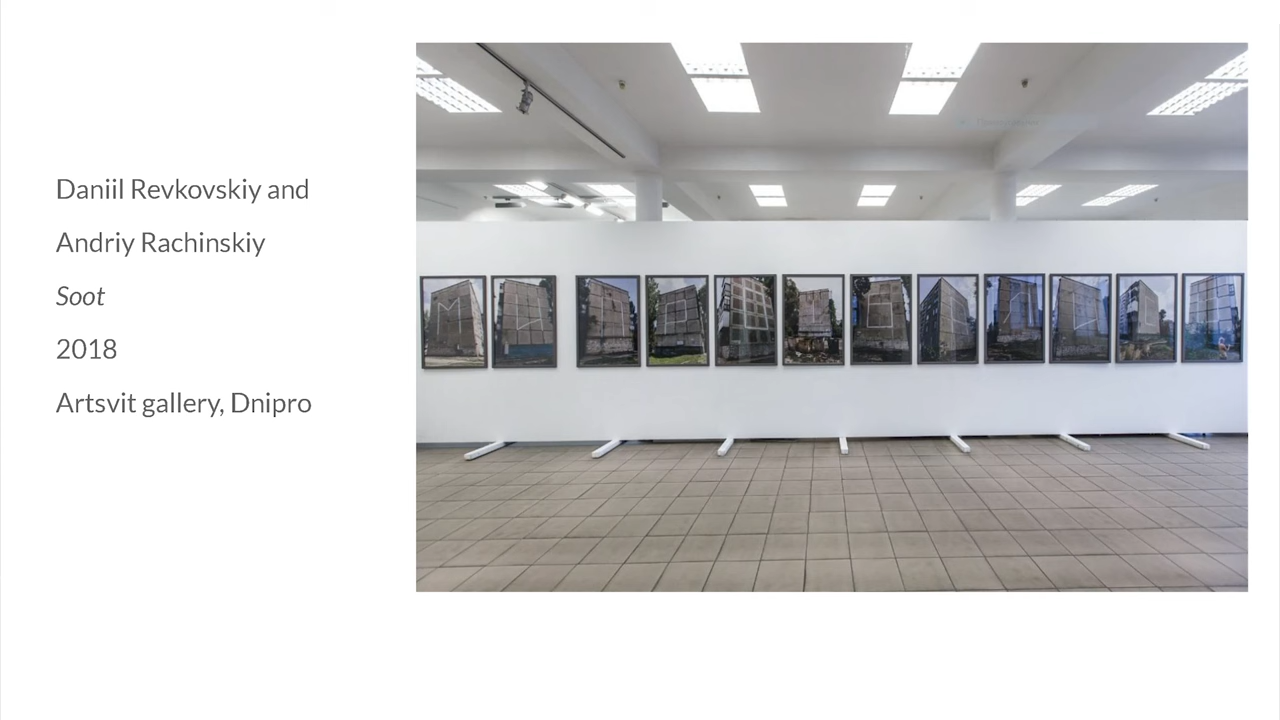 Daniil Revkovskiy and
Andriy Rachinskiy
Soot
2018
Artsvit gallery, Dnipro